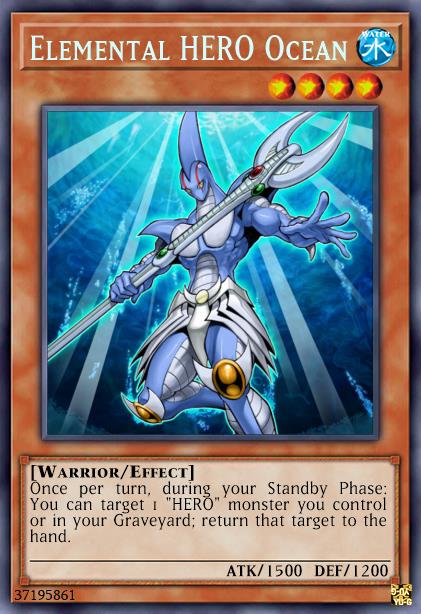 Elemental HERO Ocean
WATER
水
[Warrior/Effect]
Once per turn, during your Standby Phase:
You can target 1 "HERO" monster you control
or in your Graveyard; return that target to the
hand.
ATK/1500 DEF/1200
37195861